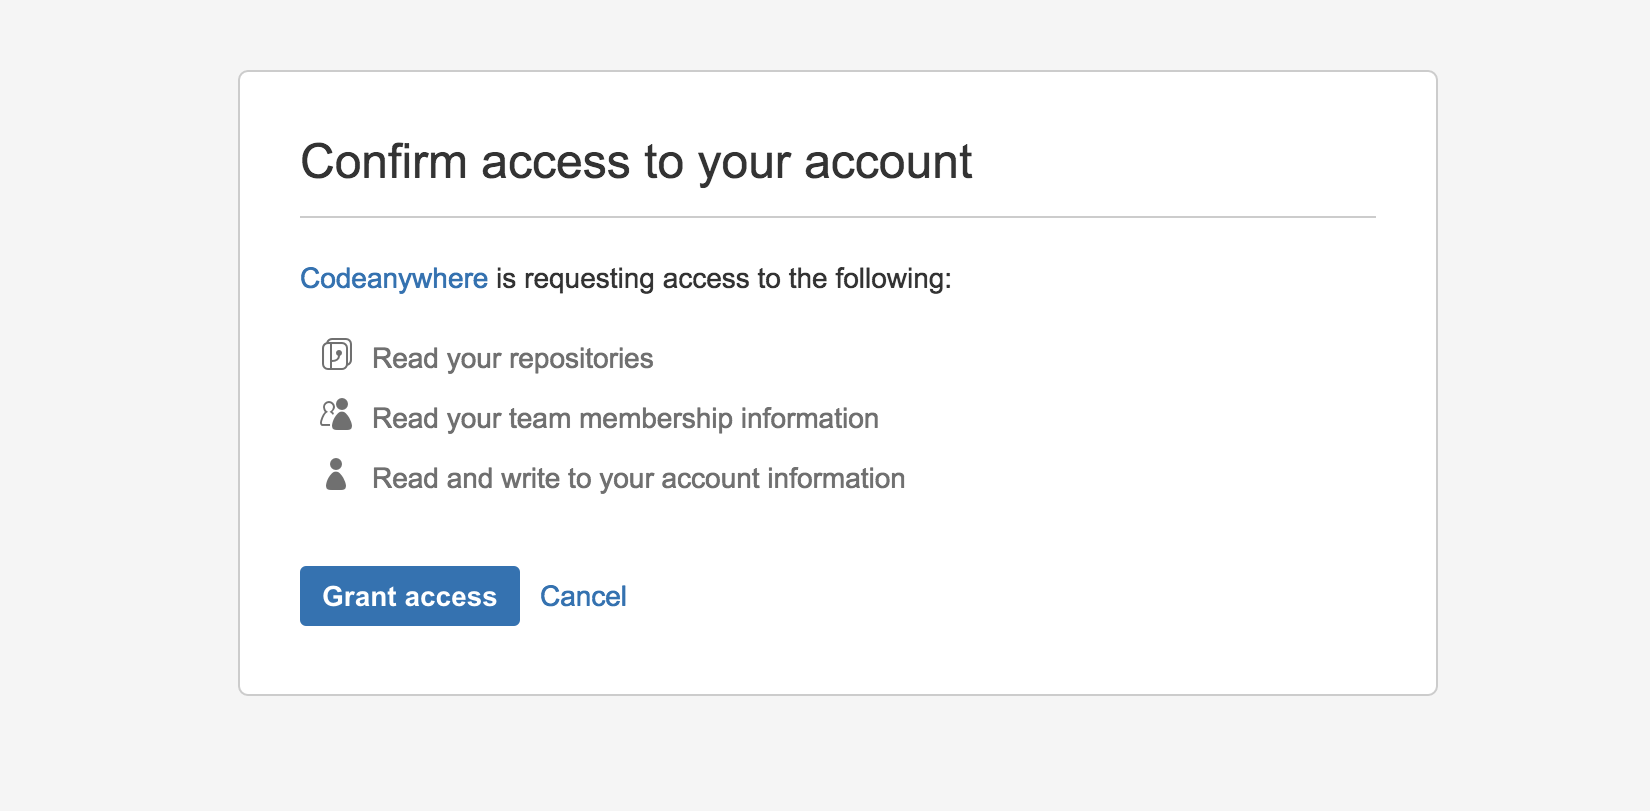 Confirm access to your account
Codeanywhere is requesting access to the following:
Read your repositories
Read your team membership information
Read and write to your account information
Grant access Cancel